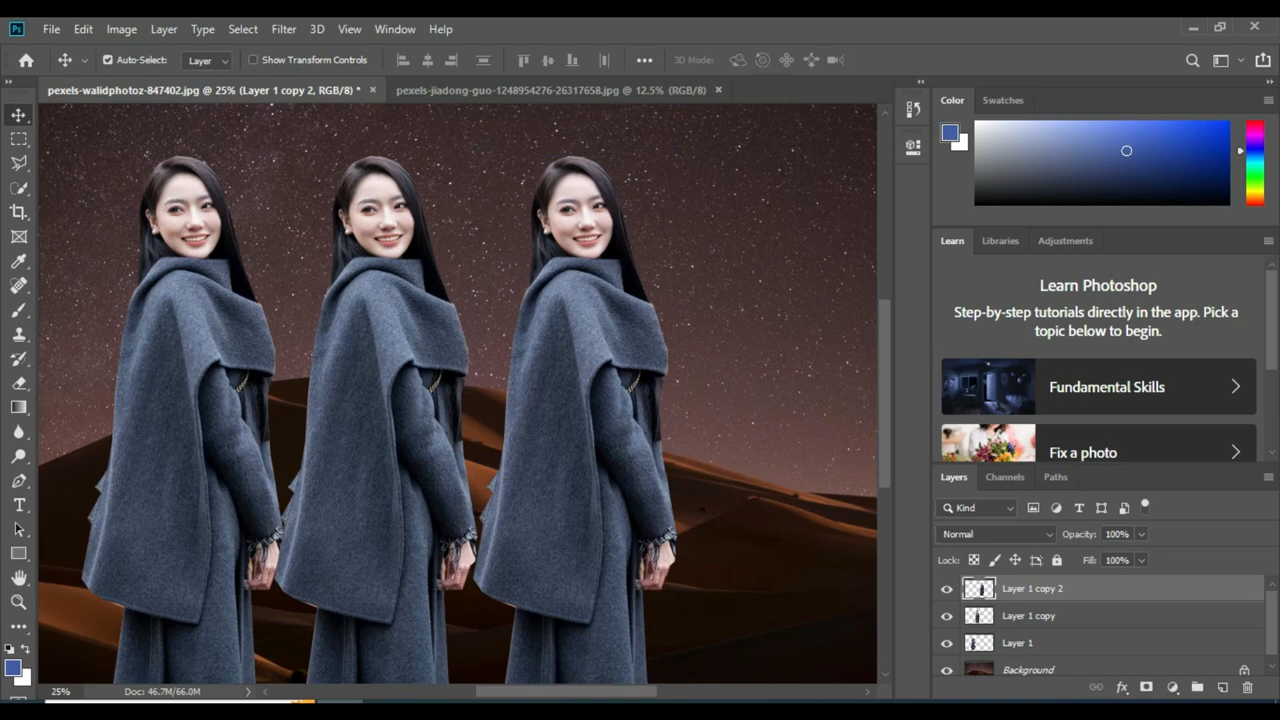 Ps File Edit Image Layer Type Select Filter 3D View Window Help
Auto-Select: Layer Show Transform Controls 3D Mode:
pexels-walidphotoz-847402.jpg @ 25% (Layer 1 copy 2, RGB/8) * pexels-jiadong-guo-1248954276-26317658.jpg @ 12.5% (RGB/8)
Color Swatches
Learn Libraries Adjustments
Learn Photoshop
Step-by-step tutorials directly in the app. Pick a
topic below to begin.
Fundamental Skills
Fix a photo
Layers Channels Paths
Kind
Normal Opacity: 100%
Lock: Fill: 100%
Layer 1 copy 2
Layer 1 copy
Layer 1
Background
25% Doc: 46.7M/66.0M